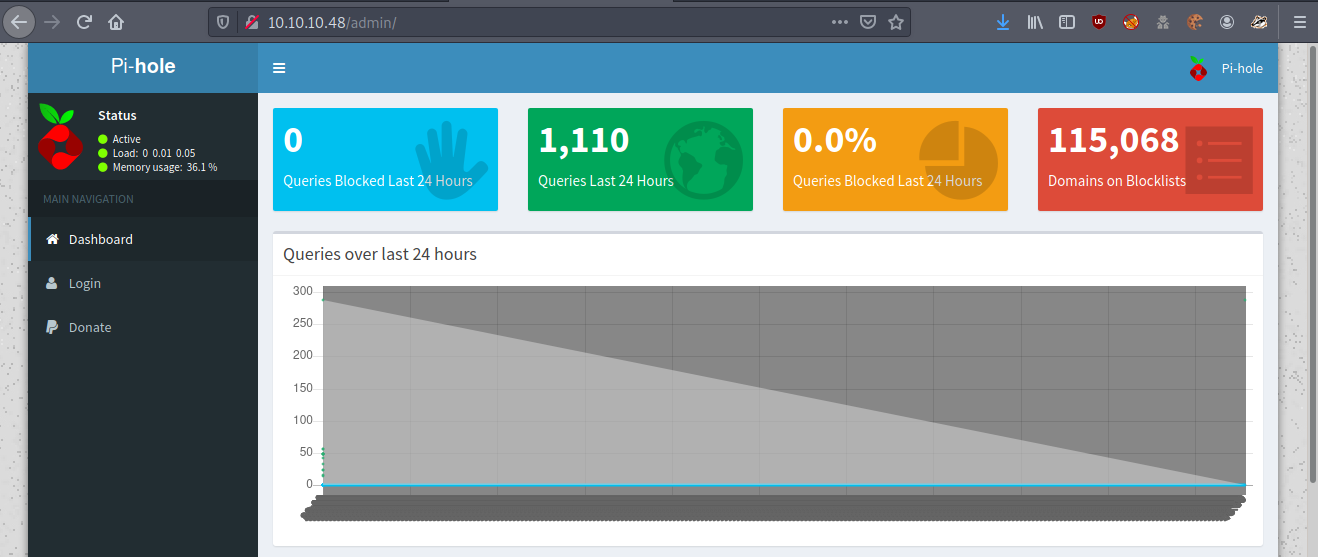 10.10.10.48/admin/
Pi-hole
Pi-hole
Status
Active
Load: 0 0.01 0.05
Memory usage: 36.1 %
MAIN NAVIGATION
Dashboard
Login
Donate
0
Queries Blocked Last 24 Hours
1,110
Queries Last 24 Hours
0.0%
Queries Blocked Last 24 Hours
115,068
Domains on Blocklists
Queries over last 24 hours
300
250
200
150
100
50
0